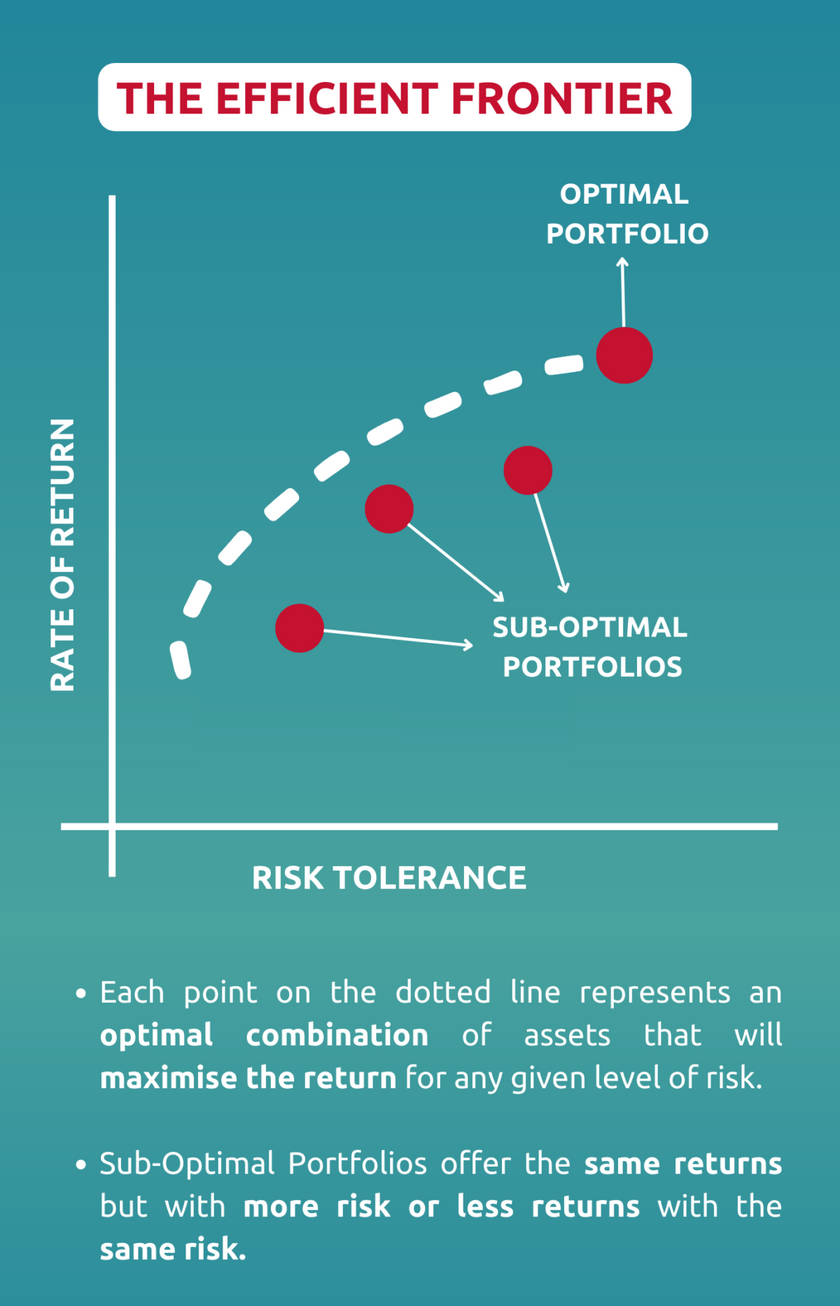 THE EFFICIENT FRONTIER
OPTIMAL
PORTFOLIO
RATE OF RETURN
SUB-OPTIMAL
PORTFOLIOS
RISK TOLERANCE
• Each point on the dotted line represents an
optimal combination of assets that will
maximise the return for any given level of risk.
• Sub-Optimal Portfolios offer the same returns
but with more risk or less returns with the
same risk.